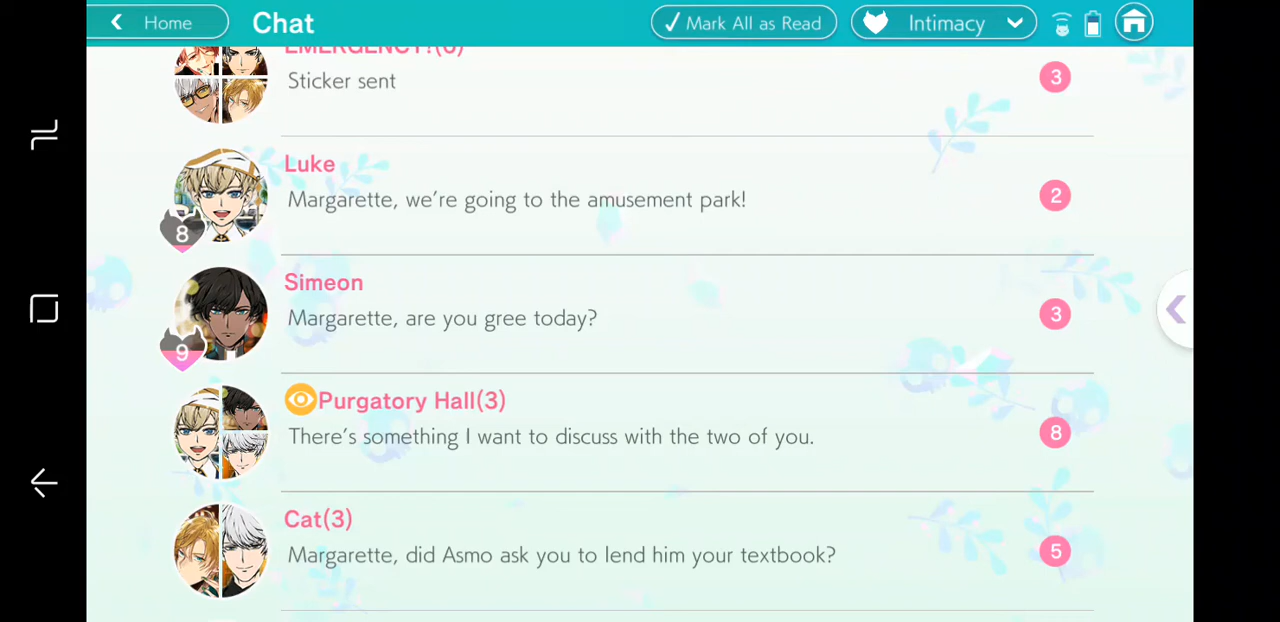 Home
Chat
✓ Mark All as Read
Intimacy
EMERGENCY!(6)
Sticker sent
3
Luke
Margarette, we're going to the amusement park!
2
8
Simeon
Margarette, are you gree today?
3
9
Purgatory Hall(3)
There's something I want to discuss with the two of you.
8
Cat(3)
Margarette, did Asmo ask you to lend him your textbook?
5